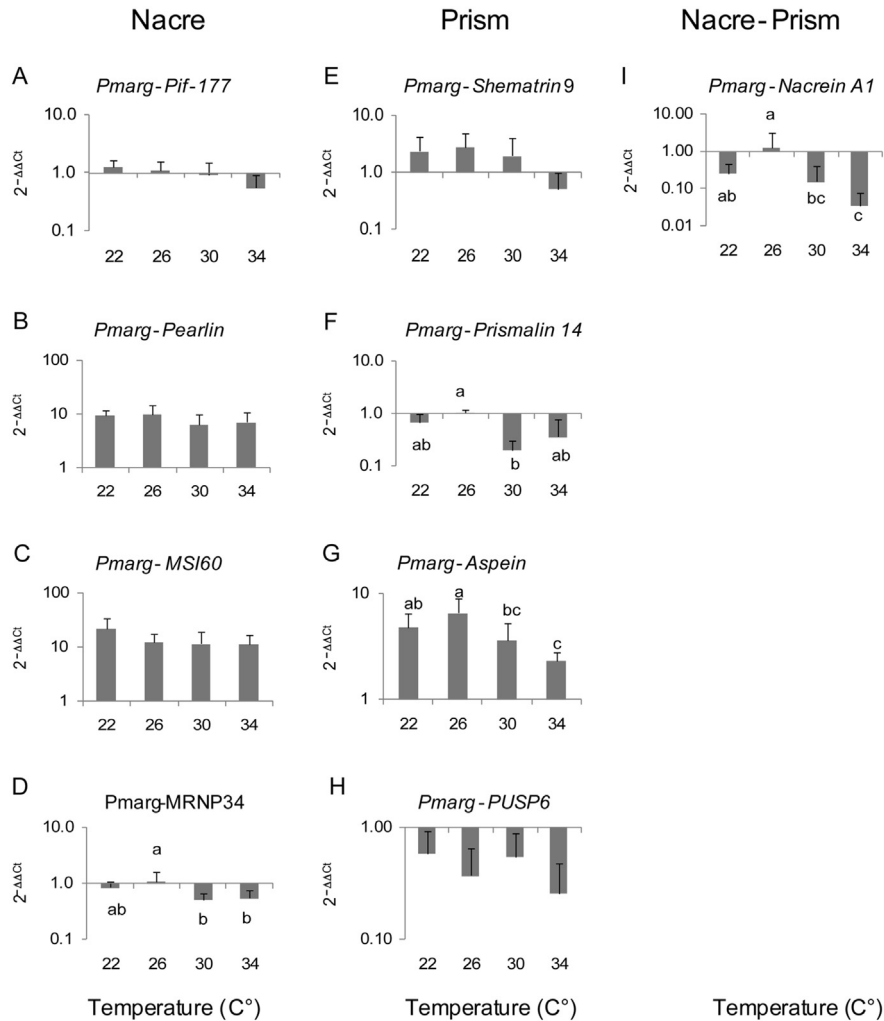 Nacre
Prism
Nacre-Prism
A
Pmarg-Pif-177
10.0
1.0
0.1
2-ΔΔCt
22 26 30 34
E
Pmarg-Shematrin9
10.0
1.0
0.1
2-ΔΔCt
22 26 30 34
I
Pmarg-Nacrein A1
10.00
1.00
0.10
0.01
2-ΔΔCt
a
ab
bc
c
22 26 30 34
B
Pmarg-Pearlin
100
10
1
2-ΔΔCt
22 26 30 34
F
Pmarg-Prismalin 14
10.0
1.0
0.1
2-ΔΔCt
a
ab
b
ab
22 26 30 34
C
Pmarg-MSI60
100
10
1
2-ΔΔCt
22 26 30 34
G
Pmarg-Aspein
10
1
2-ΔΔCt
ab
a
bc
c
22 26 30 34
D
Pmarg-MRNP34
10.0
1.0
0.1
2-ΔΔCt
a
ab
b
b
22 26 30 34
H
Pmarg-PUSP6
1.00
0.10
2-ΔΔCt
22 26 30 34
Temperature (C°)
Temperature (C°)
Temperature (C°)